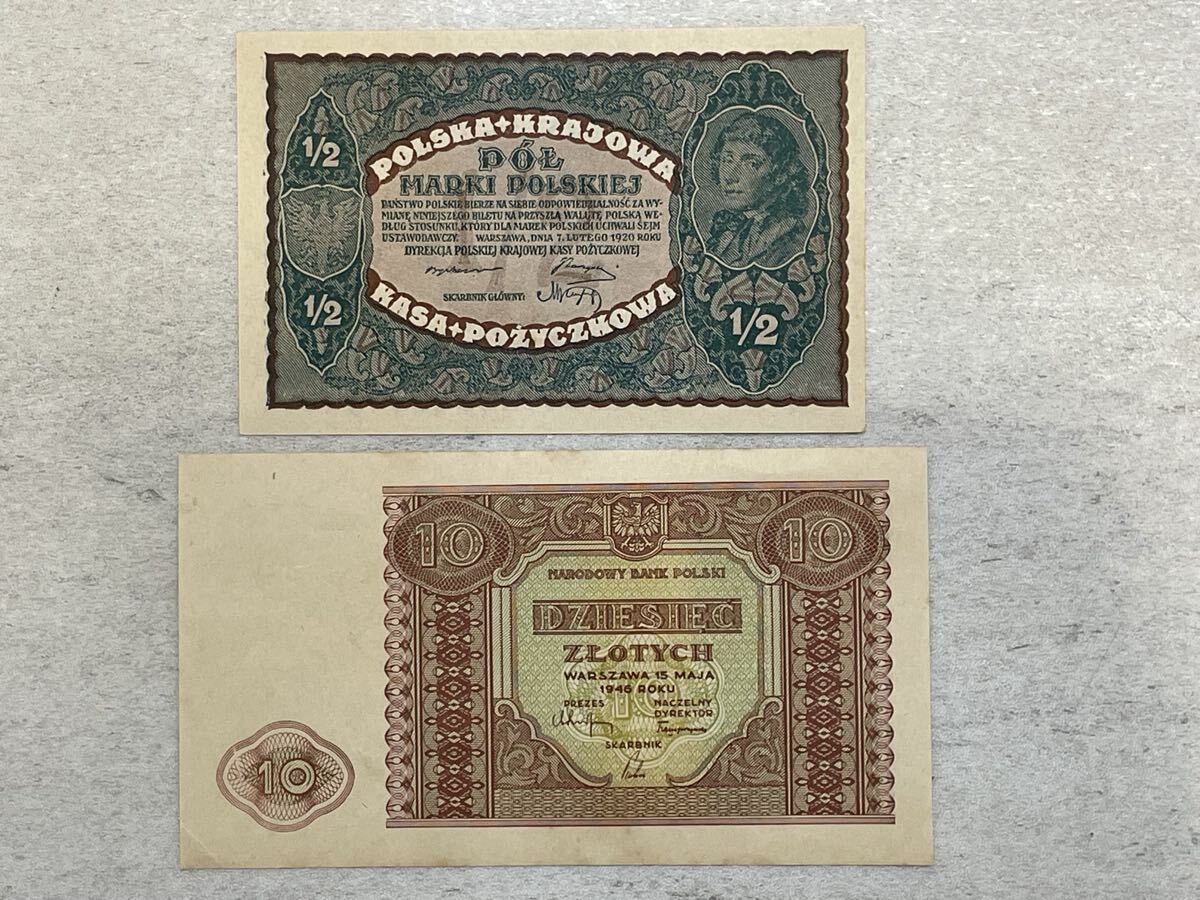 POLSKA+KRAJOWA
PÓŁ
MARKI POLSKIEJ
PAŃSTWO POLSKIE BIERZE NA SIEBIE ODPOWIEDZIALNOŚĆ ZA WY-
MIANĘ NINIEJSZEGO BILETU NA PRZYSZŁĄ WALUTĘ POLSKĄ WE-
DŁUG STOSUNKU, KTÓRY DLA MAREK POLSKICH UCHWALI SEJM
USTAWODAWCZY. WARSZAWA, DNIA 7. LUTEGO 1920 ROKU
DYREKCJA POLSKIEJ KRAJOWEJ KASY POŻYCZKOWEJ
SKARBNIK GŁÓWNY:
KASA+POŻYCZKOWA
1/2
1/2
1/2
10
10
NARODOWY BANK POLSKI
DZIESIĘĆ
ZŁOTYCH
WARSZAWA 15 MAJA
1946 ROKU
PREZES NACZELNY
DYREKTOR
SKARBNIK
10
10